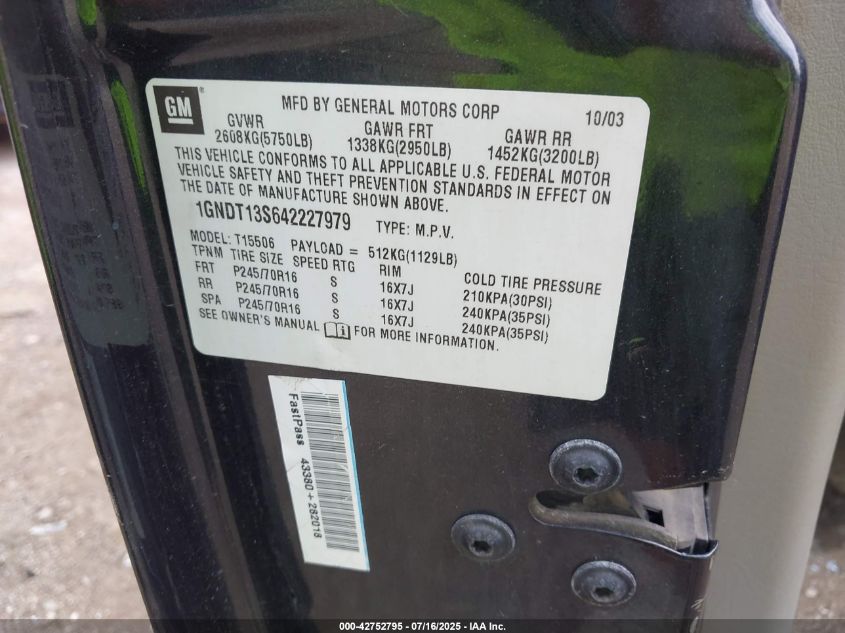 GM
MFD BY GENERAL MOTORS CORP 10/03
GVWR GAWR FRT GAWR RR
2608KG(5750LB) 1338KG(2950LB) 1452KG(3200LB)
THIS VEHICLE CONFORMS TO ALL APPLICABLE U.S. FEDERAL MOTOR
VEHICLE SAFETY AND THEFT PREVENTION STANDARDS IN EFFECT ON
THE DATE OF MANUFACTURE SHOWN ABOVE.
1GNDT13S642227979 TYPE: M.P.V.
MODEL: T15506 PAYLOAD = 512KG(1129LB)
TPNM TIRE SIZE SPEED RTG RIM COLD TIRE PRESSURE
FRT P245/70R16 S 16X7J 210KPA(30PSI)
RR P245/70R16 S 16X7J 240KPA(35PSI)
SPA P245/70R16 S 16X7J 240KPA(35PSI)
SEE OWNER'S MANUAL FOR MORE INFORMATION.
FastPass 43380 + 282018
000-42752795 - 07/16/2025 - IAA Inc.